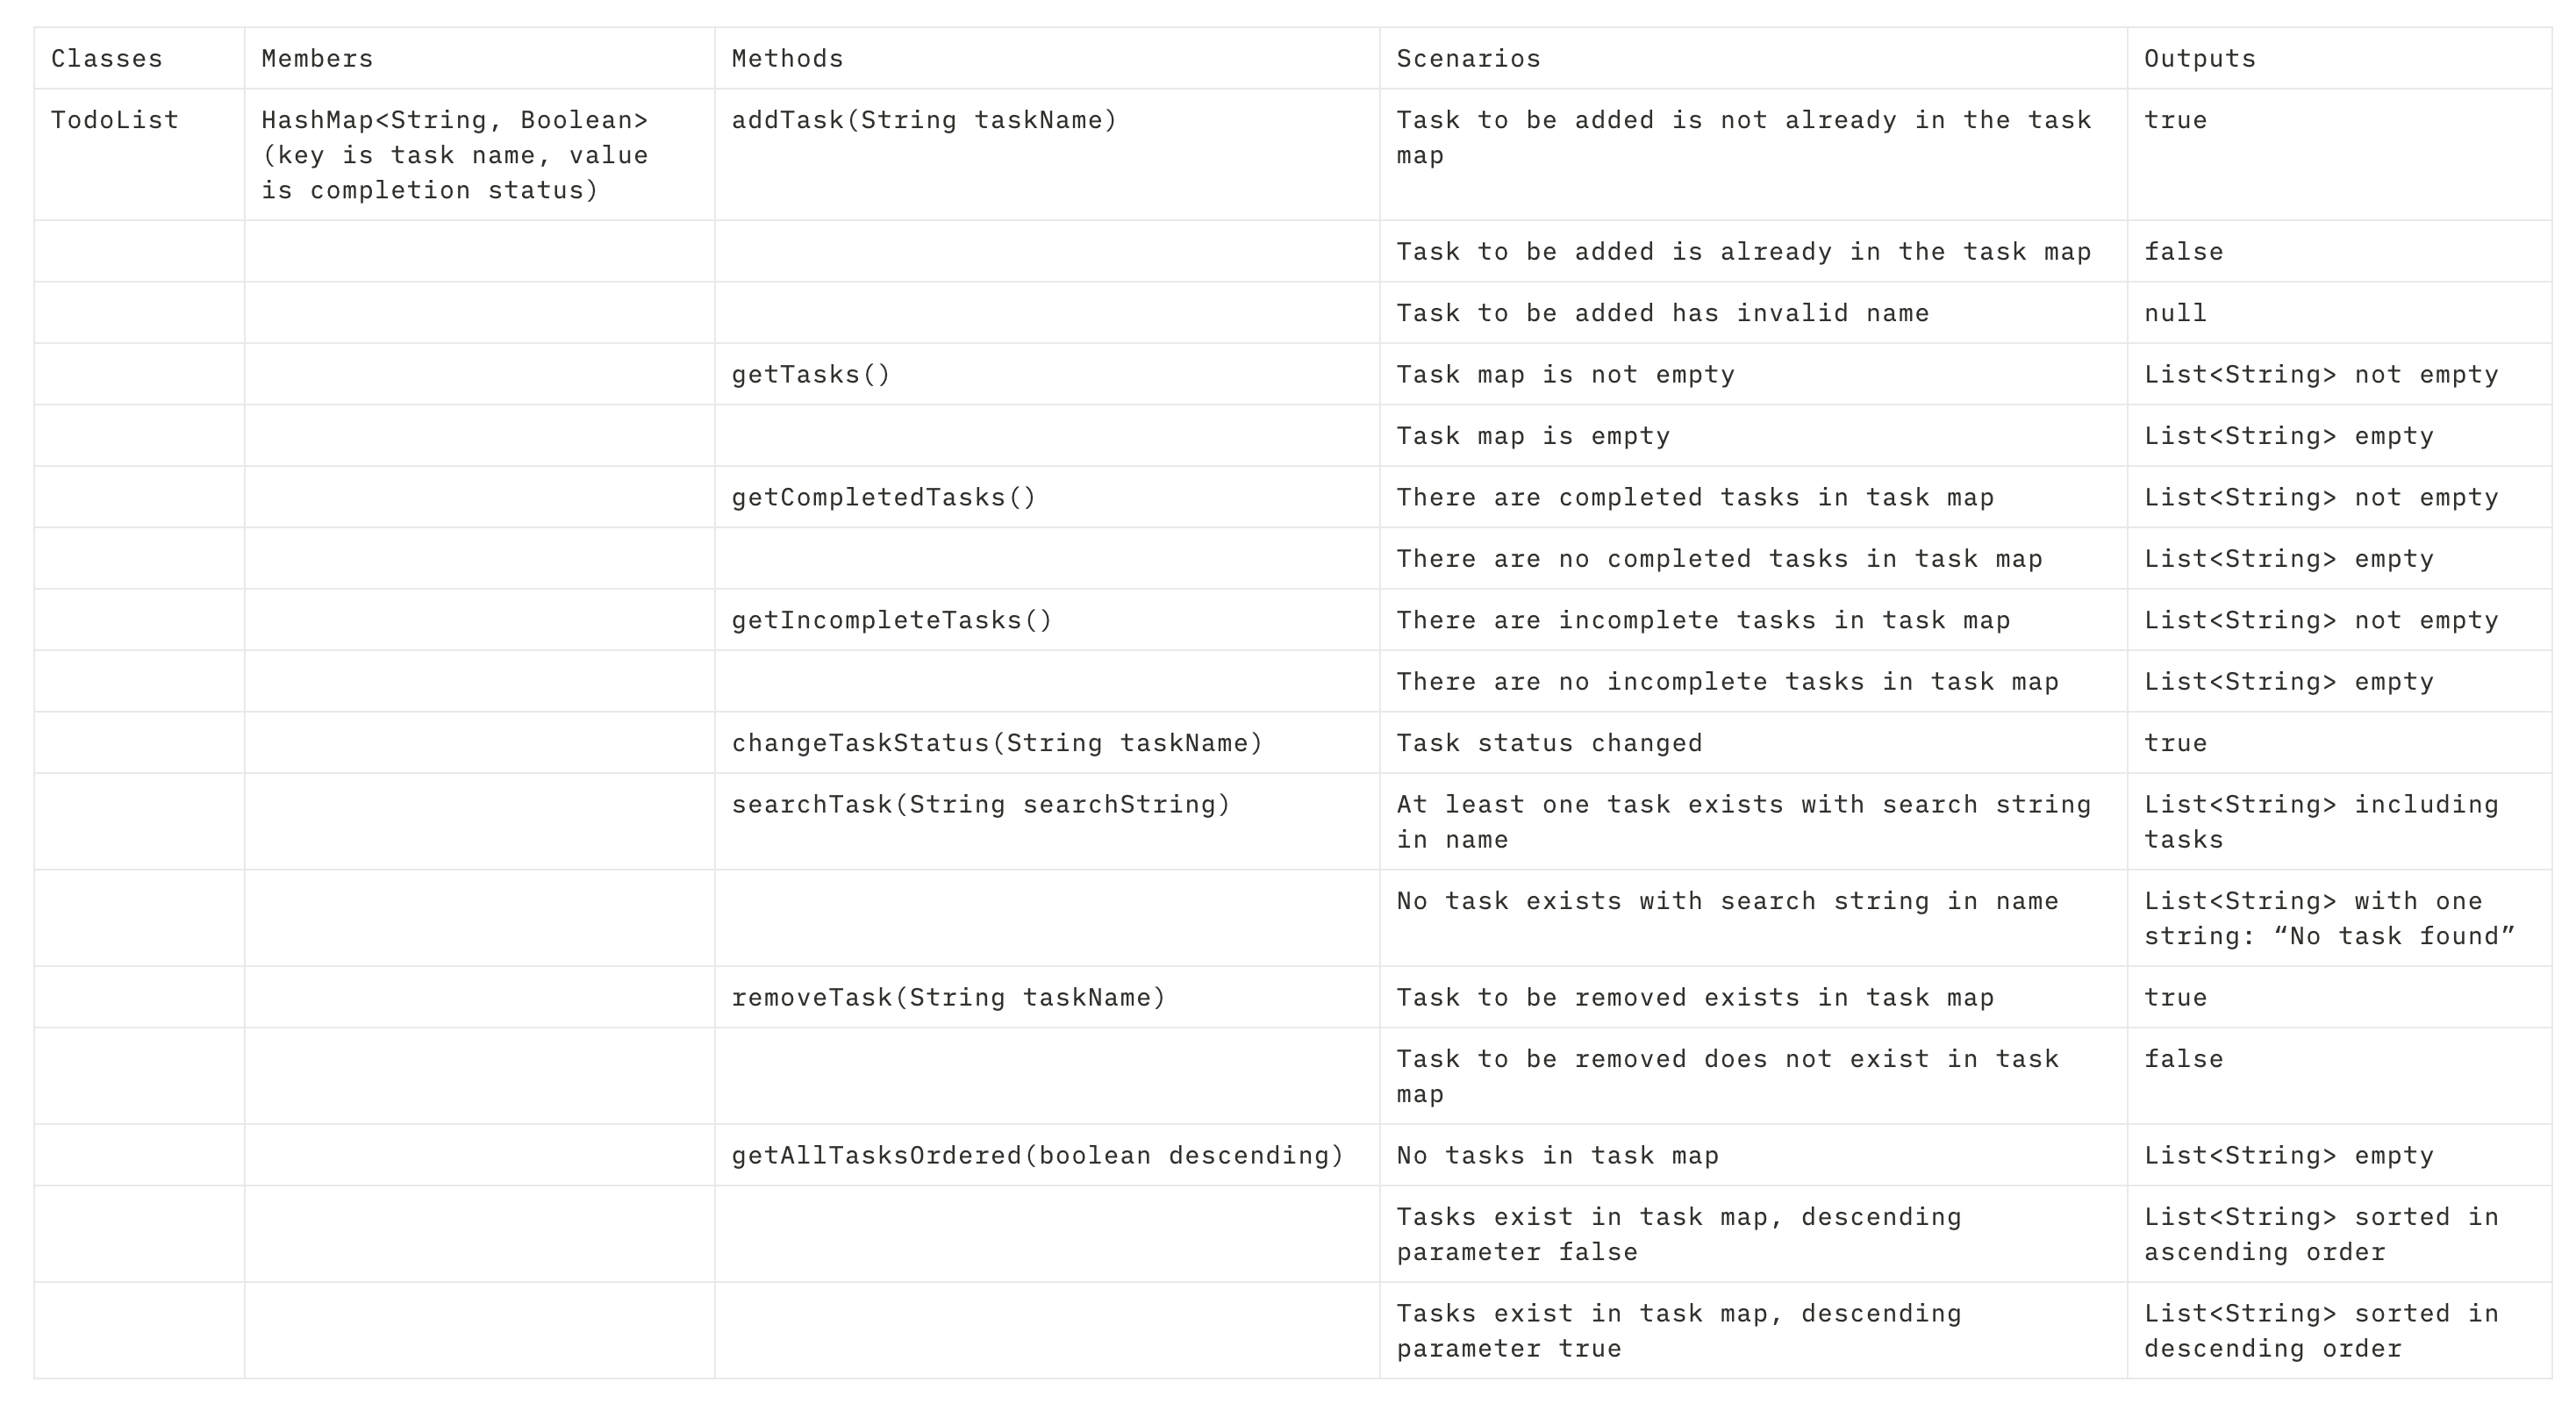 Classes Members Methods Scenarios Outputs
TodoList HashMap<String, Boolean> addTask(String taskName) Task to be added is not already in the task true
(key is task name, value map
is completion status)
Task to be added is already in the task map false
Task to be added has invalid name null
getTasks() Task map is not empty List<String> not empty
Task map is empty List<String> empty
getCompletedTasks() There are completed tasks in task map List<String> not empty
There are no completed tasks in task map List<String> empty
getIncompleteTasks() There are incomplete tasks in task map List<String> not empty
There are no incomplete tasks in task map List<String> empty
changeTaskStatus(String taskName) Task status changed true
searchTask(String searchString) At least one task exists with search string List<String> including
in name tasks
No task exists with search string in name List<String> with one
string: “No task found”
removeTask(String taskName) Task to be removed exists in task map true
Task to be removed does not exist in task false
map
getAllTasksOrdered(boolean descending) No tasks in task map List<String> empty
Tasks exist in task map, descending List<String> sorted in
parameter false ascending order
Tasks exist in task map, descending List<String> sorted in
parameter true descending order